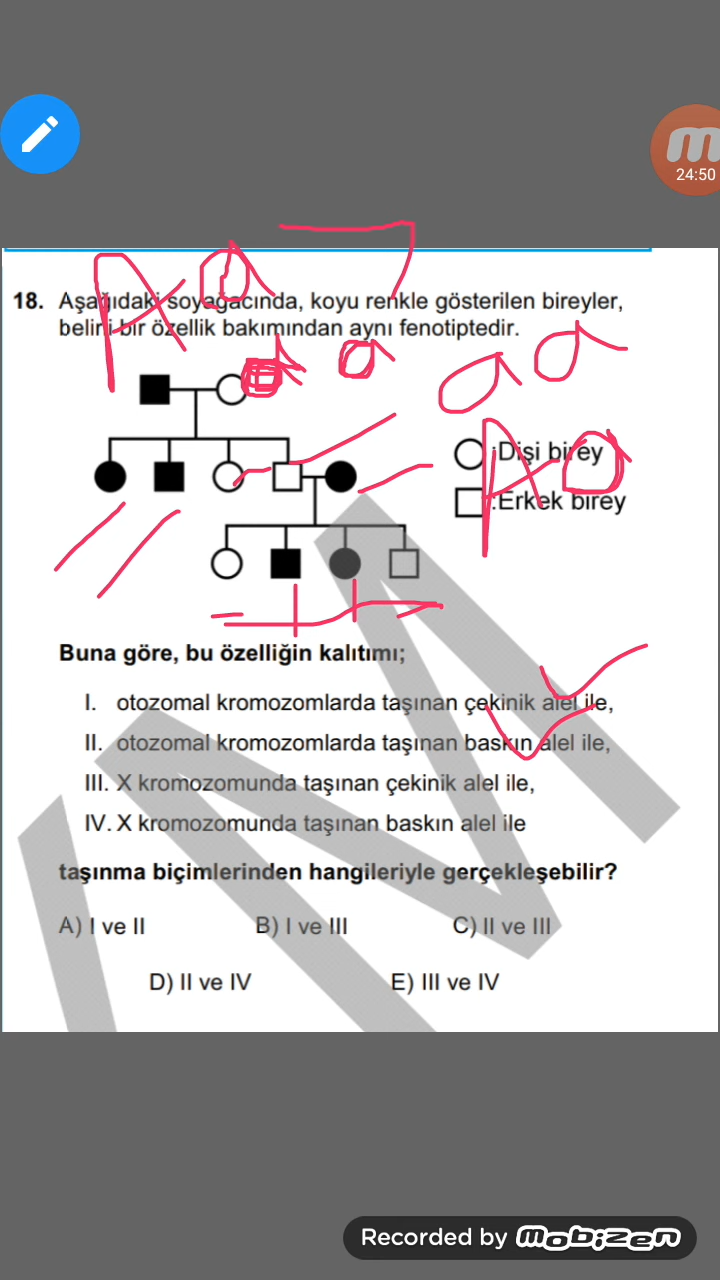 24:50
18. Aşağıdaki soyağacında, koyu renkle gösterilen bireyler,
belirli bir özellik bakımından aynı fenotiptedir.
A a
a
a a
:Dişi birey
A a
:Erkek birey
Buna göre, bu özelliğin kalıtımı;
I. otozomal kromozomlarda taşınan çekinik alel ile,
II. otozomal kromozomlarda taşınan baskın alel ile,
III. X kromozomunda taşınan çekinik alel ile,
IV. X kromozomunda taşınan baskın alel ile
taşınma biçimlerinden hangileriyle gerçekleşebilir?
A) I ve II B) I ve III C) II ve III
D) II ve IV E) III ve IV
Recorded by mobizen